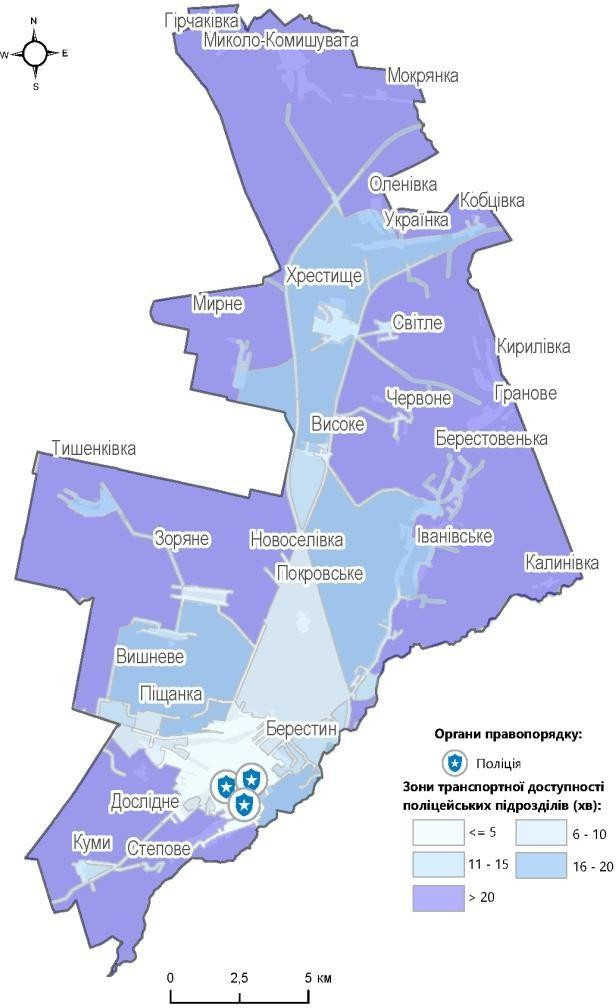 N
W E
S
Гірчаківка
Миколо-Комишувата
Мокрянка
Оленівка
Кобцівка
Українка
Хрестище
Мирне
Світле
Кирилівка
Гранове
Червоне
Високе
Берестовенька
Тишенківка
Зоряне
Новоселівка
Іванівське
Покровське
Калинівка
Вишневе
Піщанка
Берестин
Дослідне
Куми
Степове
Органи правопорядку:
Поліція
Зони транспортної доступності
поліцейських підрозділів (хв):
<= 5 6 - 10
11 - 15 16 - 20
> 20
0 2,5 5 км